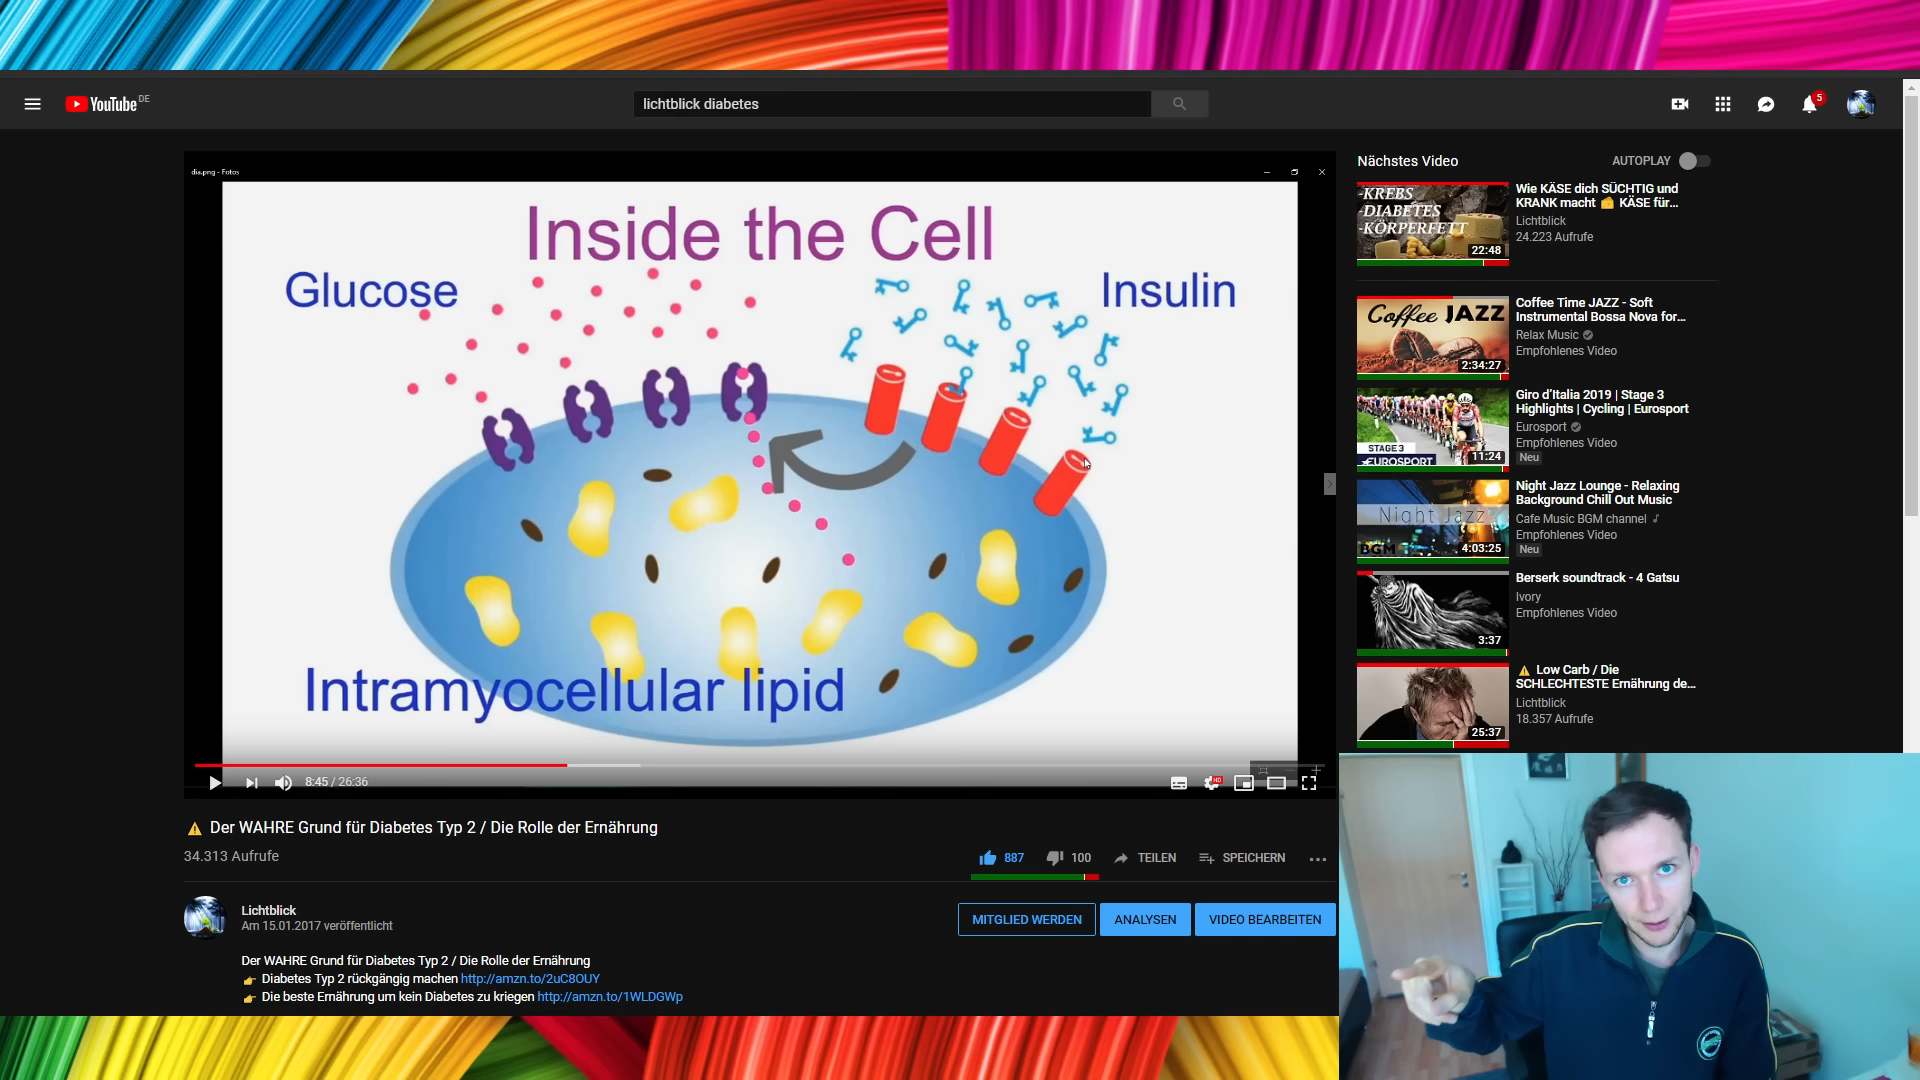 YouTube DE
lichtblick diabetes
5
dia.png - Fotos
Inside the Cell
Glucose
Insulin
Intramyocellular lipid
8:45 / 26:36
HD
⚠ Der WAHRE Grund für Diabetes Typ 2 / Die Rolle der Ernährung
34.313 Aufrufe
887
100
TEILEN
SPEICHERN
Lichtblick
Am 15.01.2017 veröffentlicht
MITGLIED WERDEN
ANALYSEN
VIDEO BEARBEITEN
Der WAHRE Grund für Diabetes Typ 2 / Die Rolle der Ernährung
👉 Diabetes Typ 2 rückgängig machen http://amzn.to/2uC8OUY
👉 Die beste Ernährung um kein Diabetes zu kriegen http://amzn.to/1WLDGWp
Nächstes Video
AUTOPLAY
-KREBS
-DIABETES
-KÖRPERFETT
22:48
Wie KÄSE dich SÜCHTIG und
KRANK macht 🧀 KÄSE für...
Lichtblick
24.223 Aufrufe
Coffee JAZZ
2:34:27
Coffee Time JAZZ - Soft
Instrumental Bossa Nova for...
Relax Music
Empfohlenes Video
STAGE 3
EUROSPORT
11:24
Giro d'Italia 2019 | Stage 3
Highlights | Cycling | Eurosport
Eurosport
Empfohlenes Video
Neu
Night Jazz
BGM
4:03:25
Night Jazz Lounge - Relaxing
Background Chill Out Music
Cafe Music BGM channel
Empfohlenes Video
Neu
3:37
Berserk soundtrack - 4 Gatsu
Ivory
Empfohlenes Video
25:37
⚠ Low Carb / Die
SCHLECHTESTE Ernährung de...
Lichtblick
18.357 Aufrufe